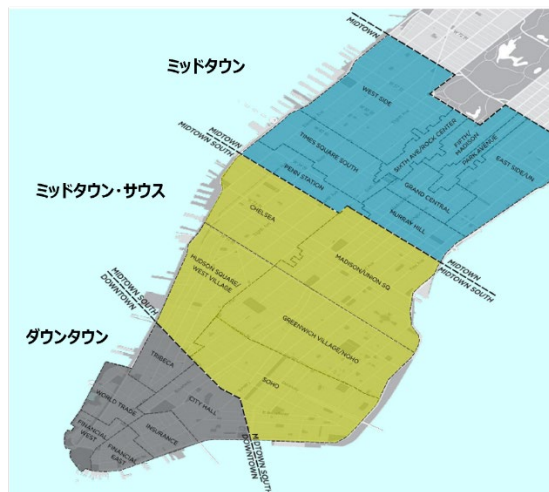 ミッドタウン
MIDTOWN
MIDTOWN SOUTH
WEST SIDE
TIMES SQUARE SOUTH
SIXTH AVE/ROCK CENTER
FIFTH/
MADISON
PARK AVENUE
EAST SIDE/UN
PENN STATION
GRAND CENTRAL
MURRAY HILL
MIDTOWN
MIDTOWN SOUTH
ミッドタウン・サウス
CHELSEA
MADISON/UNION SQ
HUDSON SQUARE/
WEST VILLAGE
GREENWICH VILLAGE/NOHO
SOHO
MIDTOWN SOUTH
DOWNTOWN
ダウンタウン
TRIBECA
CITY HALL
WORLD TRADE
INSURANCE
FINANCIAL
WEST
FINANCIAL
EAST
MIDTOWN SOUTH
DOWNTOWN